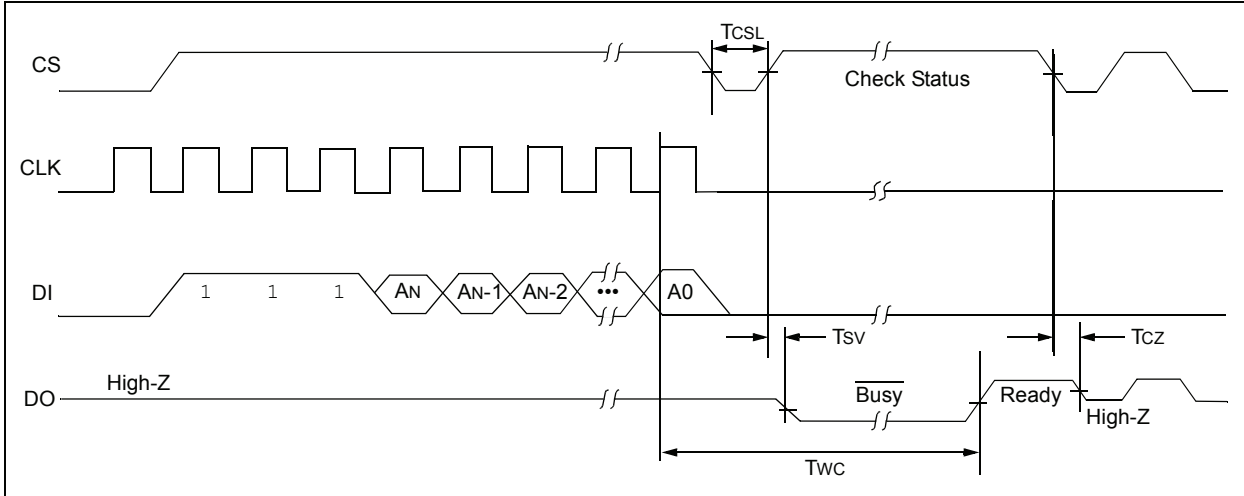 TCSL
CS
Check Status
CLK
DI
1 1 1 AN AN-1 AN-2 ••• A0
TSV
TCZ
High-Z
DO
Busy
Ready
High-Z
TWC